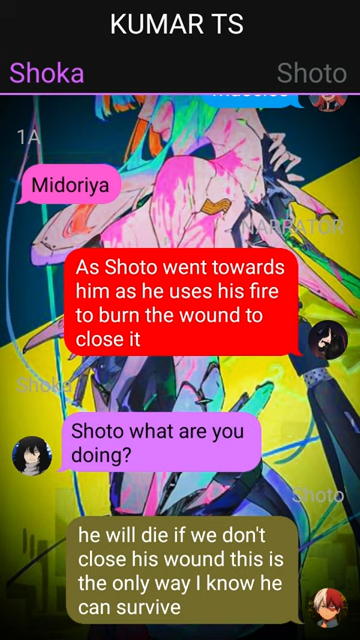 KUMAR TS
Shoka Shoto
1A
Midoriya
NARRATOR
As Shoto went towards
him as he uses his fire
to burn the wound to
close it
Shoka
Shoto what are you
doing?
Shoto
he will die if we don't
close his wound this is
the only way I know he
can survive